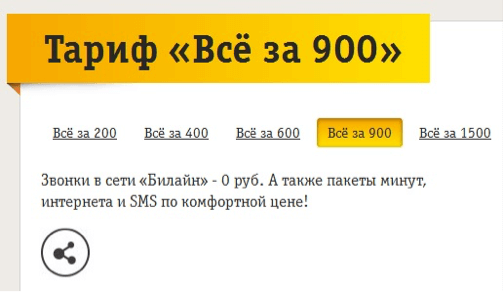 Тариф «Всё за 900»
Всё за 200 Всё за 400 Всё за 600 Всё за 900 Всё за 1500
Звонки в сети «Билайн» - 0 руб. А также пакеты минут,
интернета и SMS по комфортной цене!